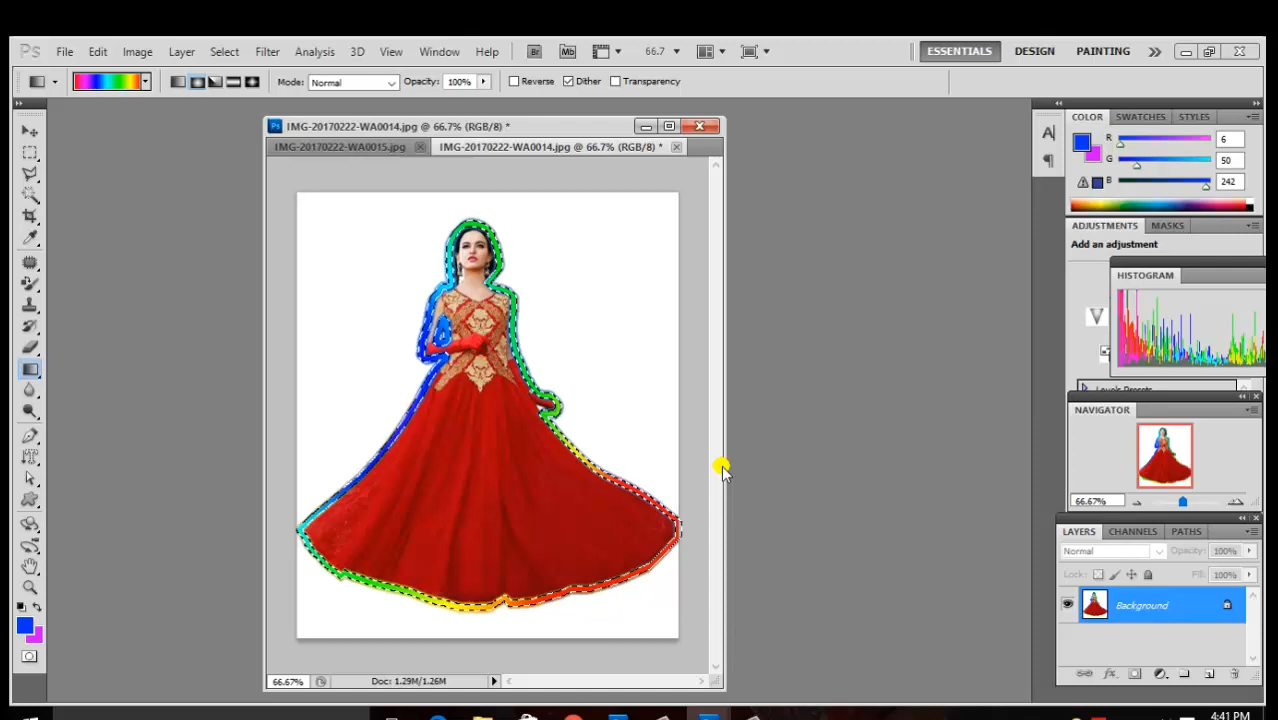 Ps File Edit Image Layer Select Filter Analysis 3D View Window Help Br Mb 66.7 ESSENTIALS DESIGN PAINTING
Mode: Normal Opacity: 100% Reverse Dither Transparency
IMG-20170222-WA0014.jpg @ 66.7% (RGB/8) *
IMG-20170222-WA0015.jpg IMG-20170222-WA0014.jpg @ 66.7% (RGB/8) *
COLOR SWATCHES STYLES
R 6
G 50
B 242
ADJUSTMENTS MASKS
Add an adjustment
HISTOGRAM
Levels Presets
NAVIGATOR
66.67%
LAYERS CHANNELS PATHS
Normal Opacity: 100%
Lock: Fill: 100%
Background
66.67% Doc: 1.29M/1.26M
4:41 PM